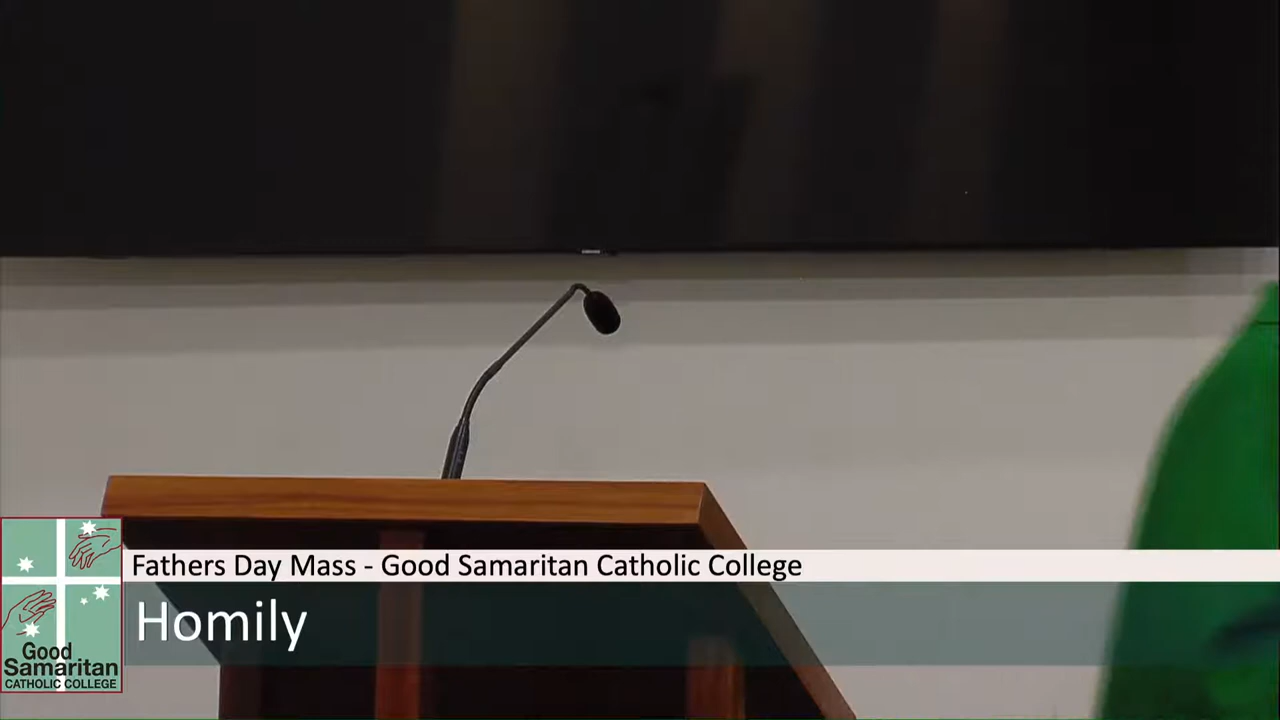 Fathers Day Mass - Good Samaritan Catholic College
Homily
Good
Samaritan
CATHOLIC COLLEGE